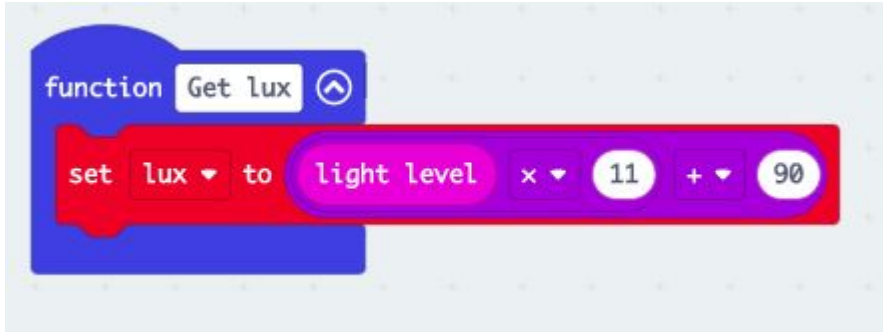 function Get lux
set lux to light level × 11 + 90